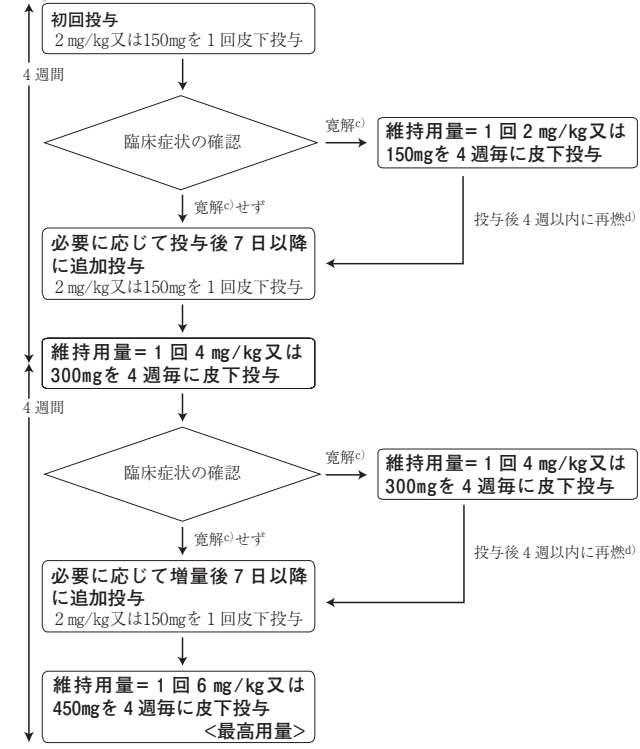 初回投与
2 mg/kg又は150mgを1回皮下投与
4週間
臨床症状の確認
寛解c)
維持用量=1回2 mg/kg又は
150mgを4週毎に皮下投与
寛解c)せず
投与後4週以内に再燃d)
必要に応じて投与後7日以降
に追加投与
2 mg/kg又は150mgを1回皮下投与
維持用量=1回4 mg/kg又は
300mgを4週毎に皮下投与
4週間
臨床症状の確認
寛解c)
維持用量=1回4 mg/kg又は
300mgを4週毎に皮下投与
寛解c)せず
投与後4週以内に再燃d)
必要に応じて増量後7日以降
に追加投与
2 mg/kg又は150mgを1回皮下投与
維持用量=1回6 mg/kg又は
450mgを4週毎に皮下投与
<最高用量>